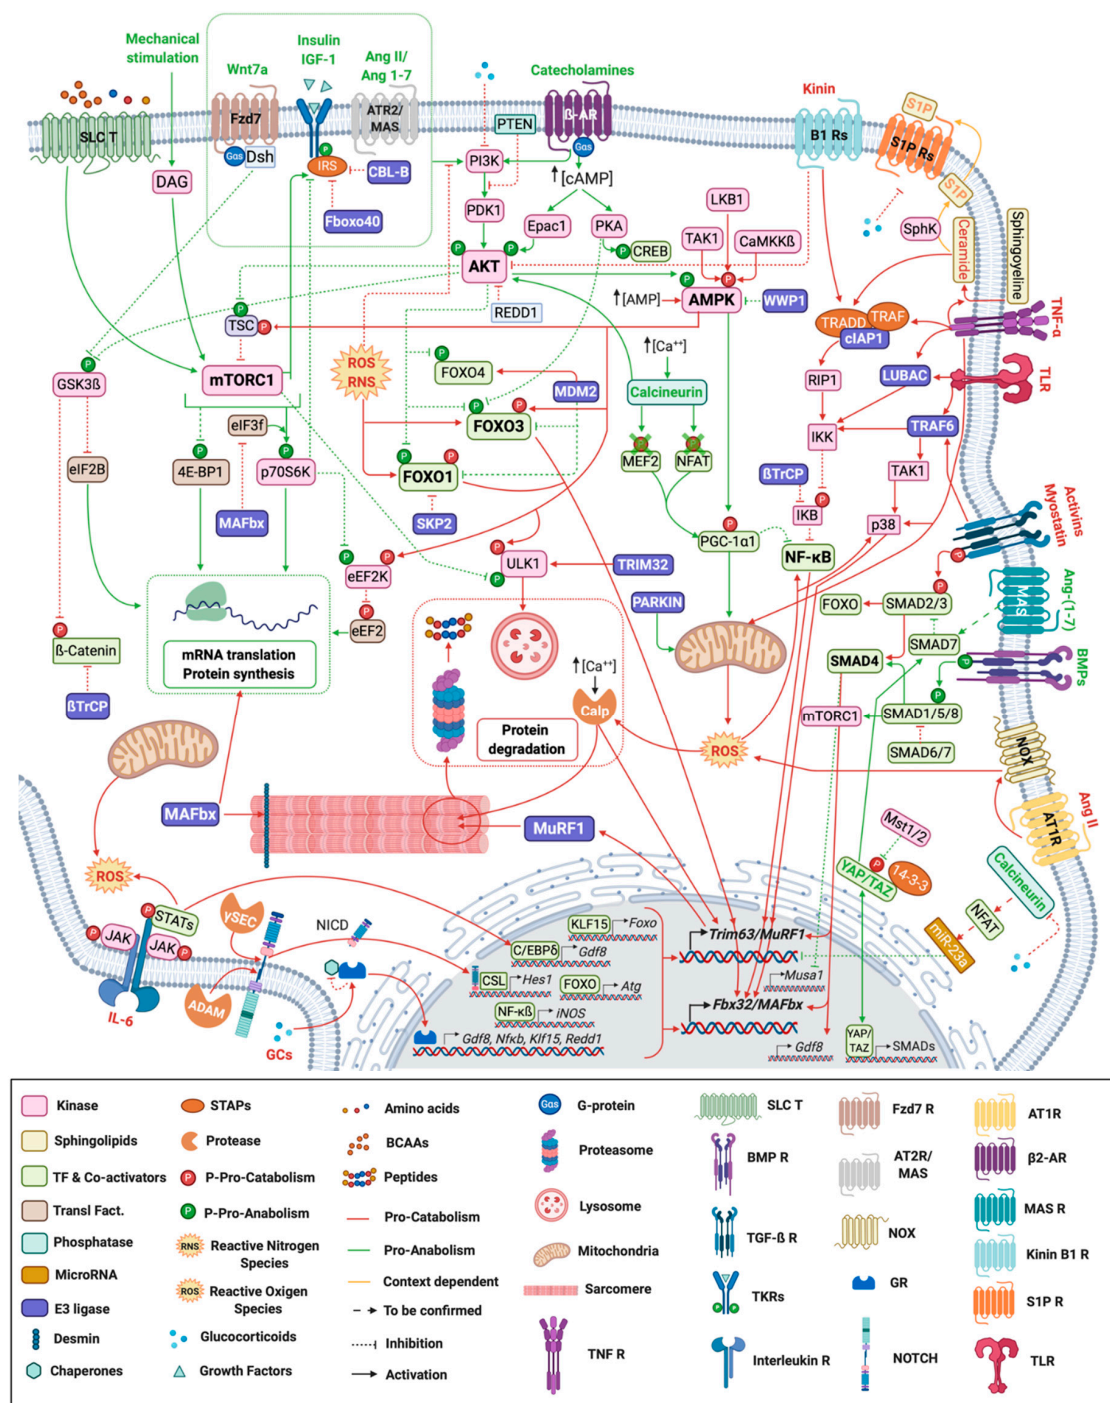 Mechanical
stimulation
Wnt7a
Insulin
IGF-1
Ang II/
Ang 1-7
Catecholamines
Kinin
S1P
SLC T
Fzd7
ATR2/
MAS
PTEN
ß-AR
B1 Rs
S1P Rs
Gαs
Dsh
P
IRS
CBL-B
PI3K
Gαs
S1P
DAG
[cAMP]
LKB1
Fboxo40
PDK1
Epac1
PKA
SphK
Ceramide
Sphingoyeline
P
CREB
TAK1
CaMKKß
P
P
AKT
P
P
AMPK
WWP1
[AMP]
REDD1
P
TSC
P
TRADD
TRAF
cIAP1
TNF-α
ROS
RNS
[Ca⁺⁺]
P
FOXO4
P
GSK3ß
mTORC1
MDM2
Calcineurin
RIP1
LUBAC
TLR
P
P
FOXO3
eIF3f
TRAF6
IKK
P
P
P
P
P
P
eIF2B
4E-BP1
p70S6K
FOXO1
MEF2
NFAT
ßTrCP
TAK1
MAFbx
SKP2
P
IKB
p38
P
PGC-1α1
NF-κB
Activins
Myostatin
P
P
eEF2K
P
P
ULK1
TRIM32
P
P
FOXO
SMAD2/3
MAS
Ang-(1-7)
PARKIN
P
eEF2
P
ß-Catenin
mRNA translation
Protein synthesis
SMAD7
SMAD4
P
BMPs
[Ca⁺⁺]
P
ßTrCP
Calp
mTORC1
SMAD1/5/8
Protein
degradation
ROS
SMAD6/7
NOX
Ang II
MAFbx
MuRF1
AT1R
Mst1/2
P
YAP/TAZ
14-3-3
Calcineurin
ROS
P
STATs
γSEC
NICD
NFAT
P
JAK
JAK
P
KLF15
Foxo
Trim63/MuRF1
miR-23a
C/EBPδ
Gdf8
ADAM
CSL
Hes1
FOXO
Atg
Musa1
IL-6
NF-κß
iNOS
Fbx32/MAFbx
GCs
GR
GR
Gdf8, Nfκb, Klf15, Redd1
Gdf8
YAP/
TAZ
SMADs
Kinase
STAPs
Amino acids
Gαs
G-protein
SLC T
Fzd7 R
AT1R
Sphingolipids
Protease
BCAAs
Proteasome
BMP R
AT2R/
MAS
β2-AR
TF & Co-activators
P
P-Pro-Catabolism
Peptides
Transl Fact.
P
P-Pro-Anabolism
Pro-Catabolism
Lysosome
TGF-ß R
NOX
MAS R
Phosphatase
RNS
Reactive Nitrogen
Species
Pro-Anabolism
Mitochondria
Kinin B1 R
MicroRNA
ROS
Reactive Oxigen
Species
Context dependent
Sarcomere
TKRs
P
P
GR
S1P R
E3 ligase
To be confirmed
Desmin
Glucocorticoids
Inhibition
TNF R
Interleukin R
NOTCH
TLR
Chaperones
Growth Factors
Activation